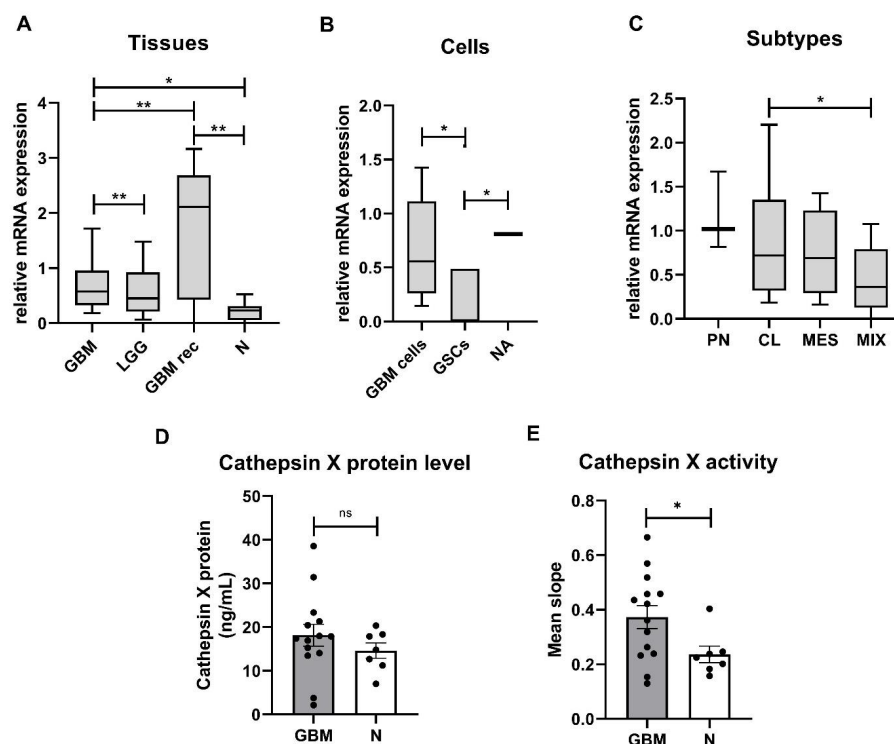 A
Tissues
relative mRNA expression
4
3
2
1
0
*
**
**
**
GBM
LGG
GBM rec
N
B
Cells
relative mRNA expression
2.0
1.5
1.0
0.5
0.0
*
*
GBM cells
GSCs
NA
C
Subtypes
relative mRNA expression
2.5
2.0
1.5
1.0
0.5
0.0
*
PN
CL
MES
MIX
D
Cathepsin X protein level
Cathepsin X protein
(ng/mL)
50
40
30
20
10
0
ns
GBM
N
E
Cathepsin X activity
Mean slope
0.8
0.6
0.4
0.2
0.0
*
GBM
N